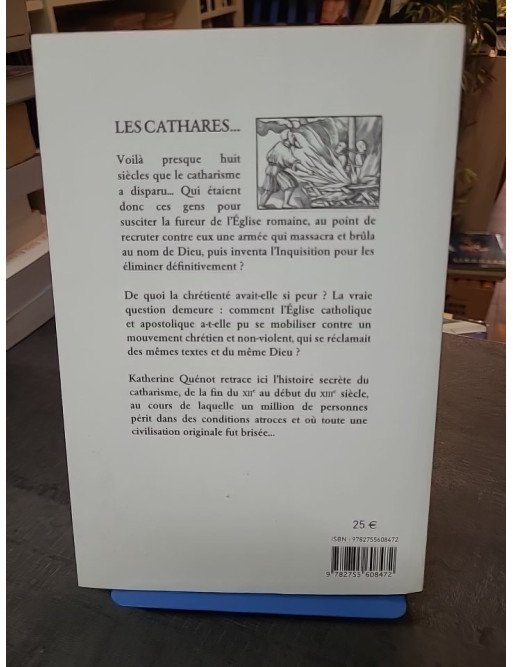 LES CATHARES...
Voilà presque huit
siècles que le catharisme
a disparu... Qui étaient
donc ces gens pour
susciter la fureur de l'Église romaine, au point de
recruter contre eux une armée qui massacra et brûla
au nom de Dieu, puis inventa l'Inquisition pour les
éliminer définitivement ?
De quoi la chrétienté avait-elle si peur ? La vraie
question demeure : comment l'Église catholique
et apostolique a-t-elle pu se mobiliser contre un
mouvement chrétien et non-violent, qui se réclamait
des mêmes textes et du même Dieu ?
Katherine Quénot retrace ici l'histoire secrète du
catharisme, de la fin du XIIe au début du XIIIe siècle,
au cours de laquelle un million de personnes
périt dans des conditions atroces et où toute une
civilisation originale fut brisée...
25 €
ISBN : 9782755608472
9 782755 608472